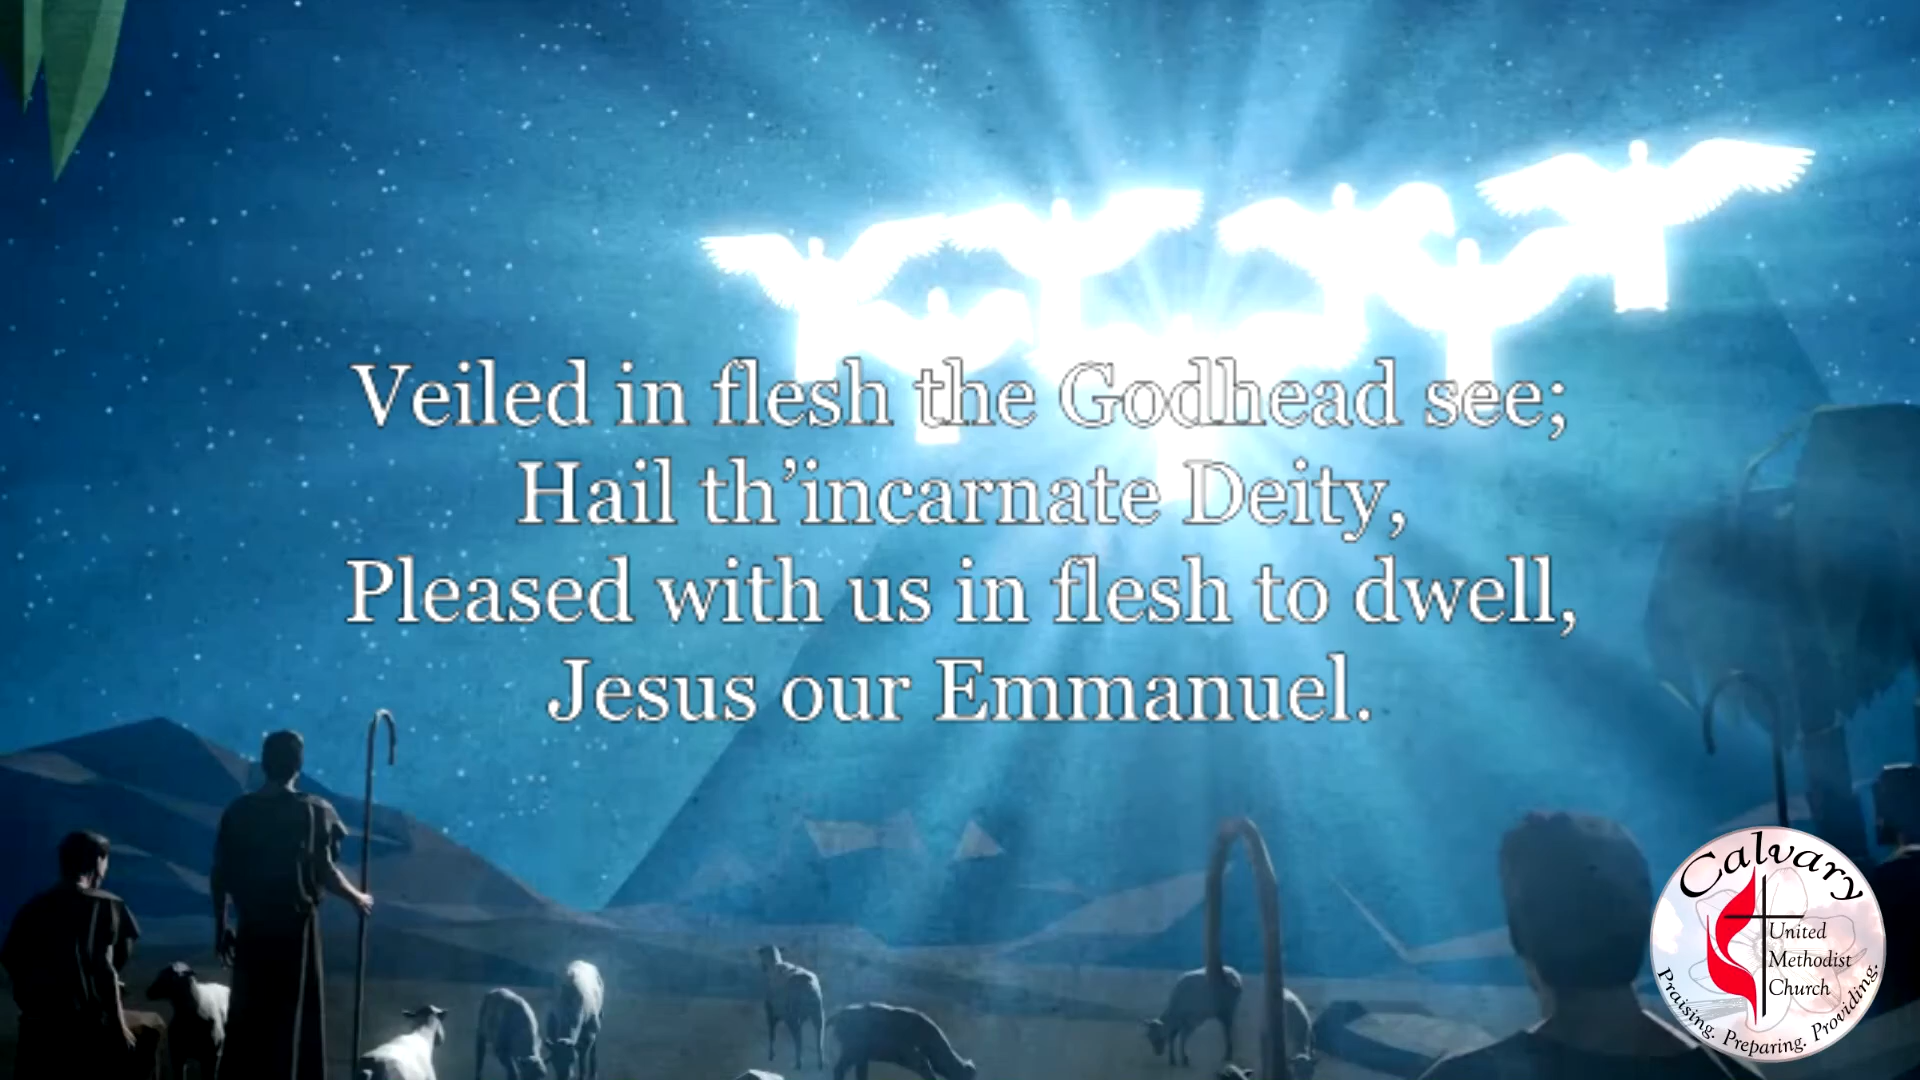 Veiled in flesh the Godhead see;
Hail th’incarnate Deity,
Pleased with us in flesh to dwell,
Jesus our Emmanuel.
Calvary
United
Methodist
Church
Praising. Preparing. Providing.